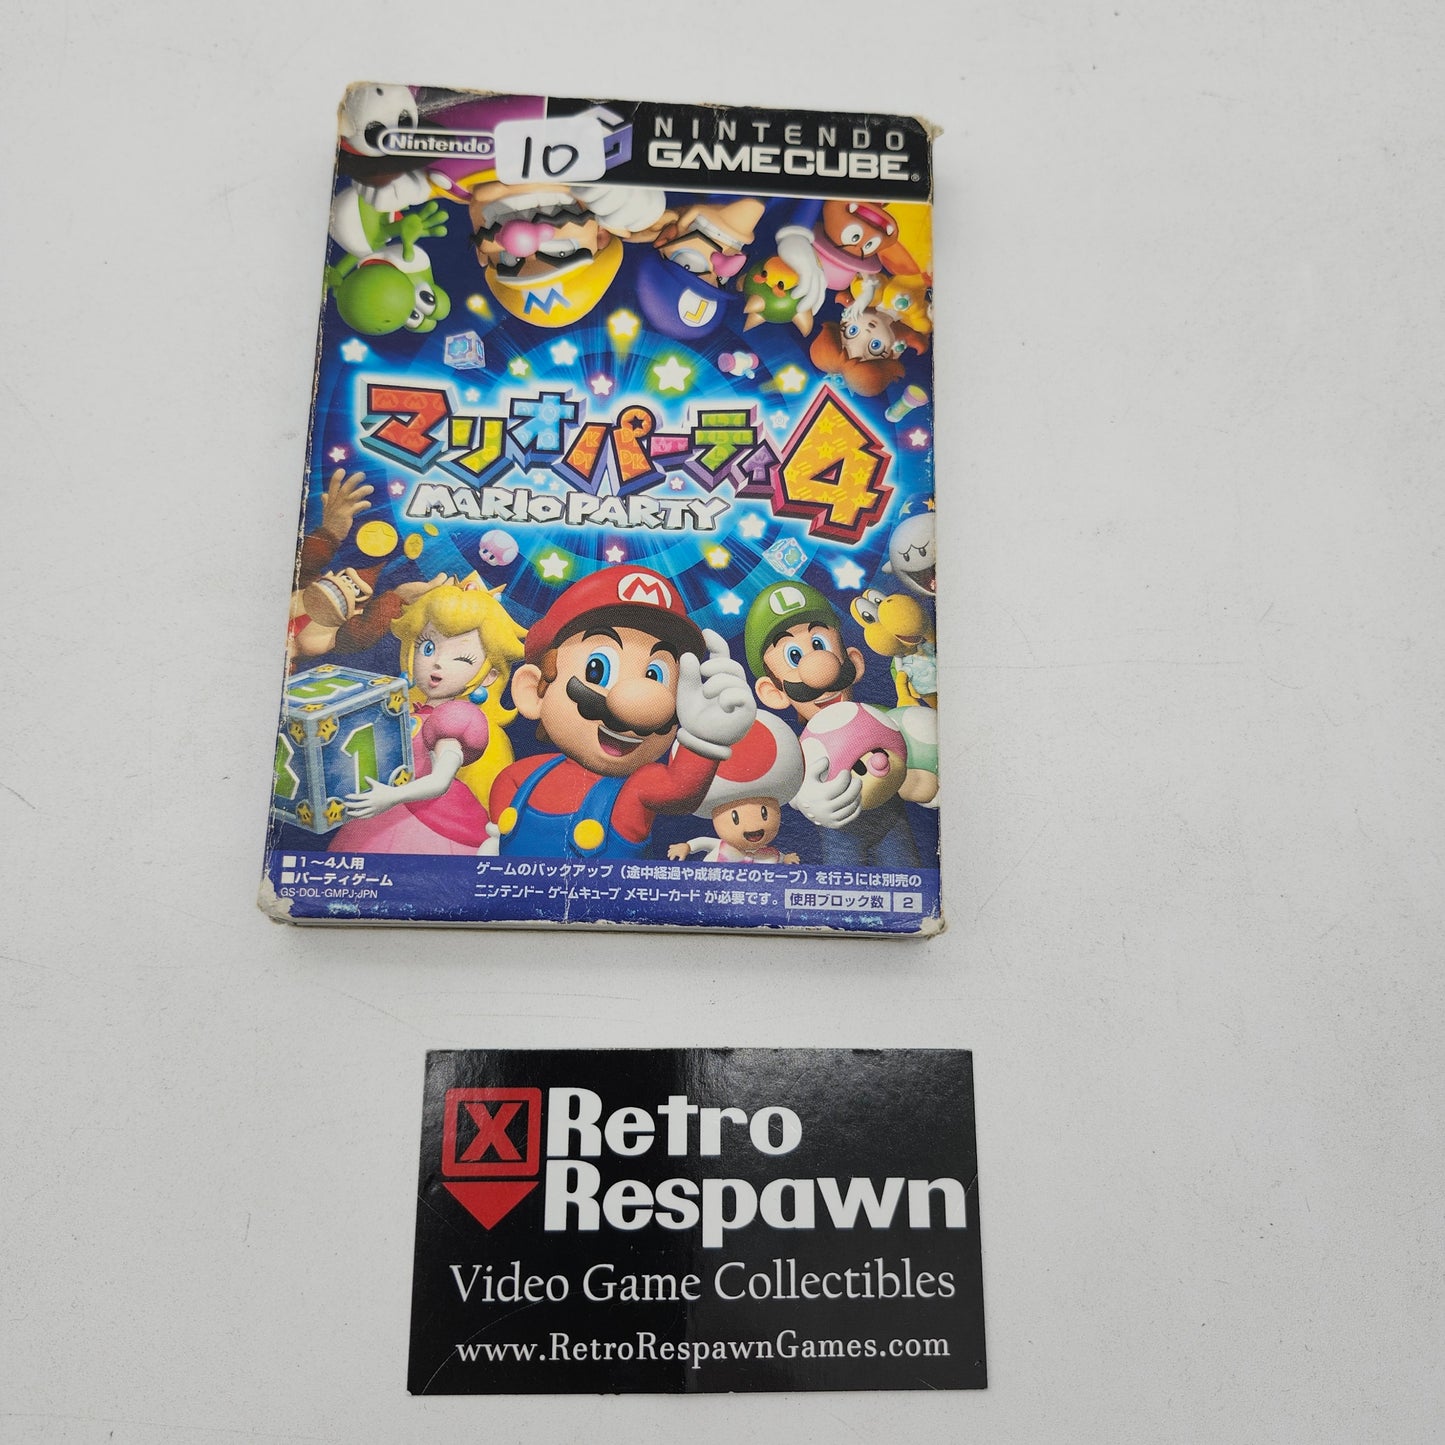 Nintendo
10
NINTENDO
GAMECUBE®
マリオパーティ4
MARIO PARTY
■1〜4人用
■パーティゲーム
GS-DOL-GMPJ-JPN
ゲームのバックアップ（途中経過や成績などのセーブ）を行うには別売の
ニンテンドー ゲームキューブ メモリーカード が必要です。 使用ブロック数 2
X Retro
Respawn
Video Game Collectibles
www.RetroRespawnGames.com